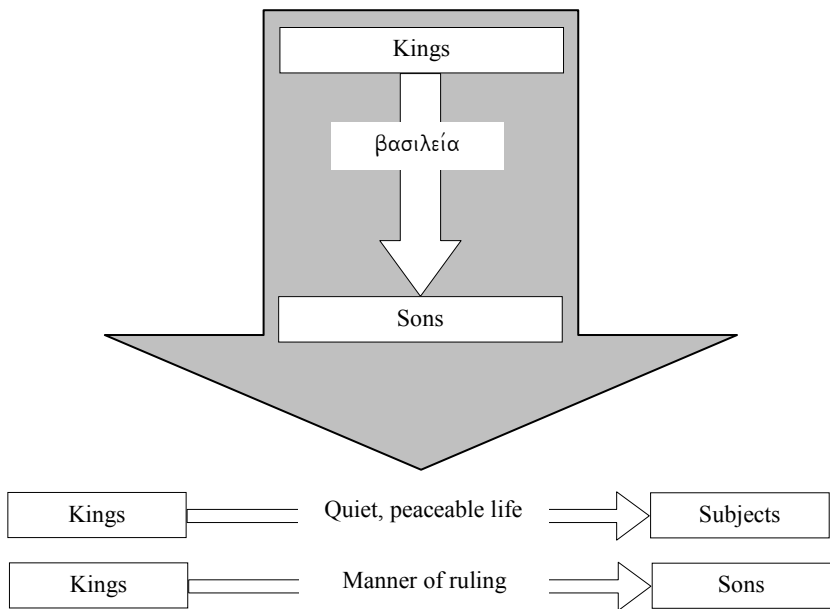 Kings
βασιλεία
Sons
Kings Quiet, peaceable life Subjects
Kings Manner of ruling Sons